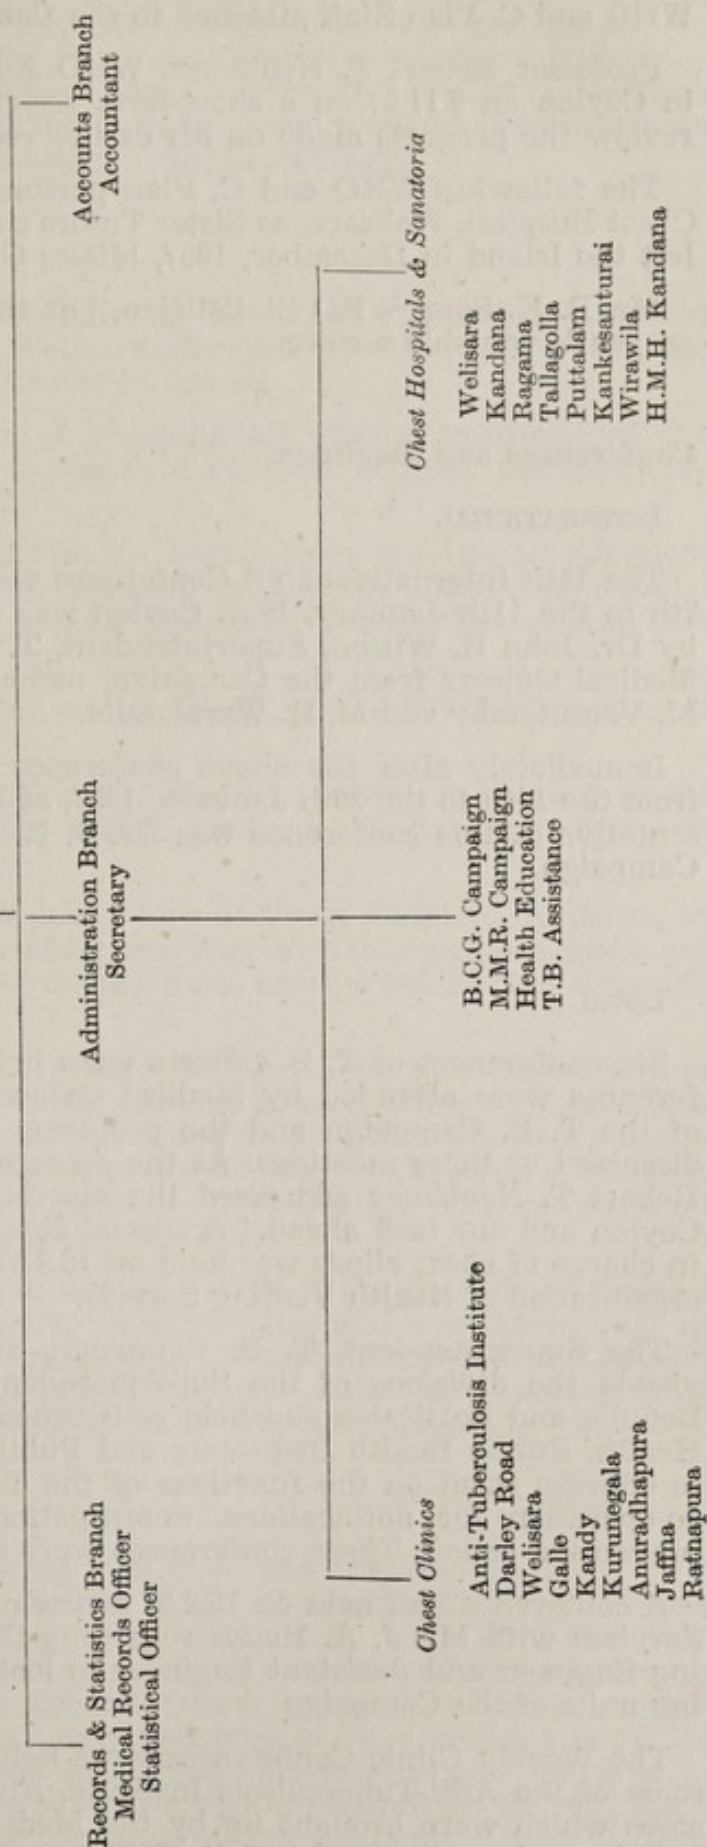 Records & Statistics Branch
Medical Records Officer
Statistical Officer
Administration Branch
Secretary
Accounts Branch
Accountant
Chest Clinics
Anti-Tuberculosis Institute
Darley Road
Welisara
Galle
Kandy
Kurunegala
Anuradhapura
Jaffna
Ratnapura
B.C.G. Campaign
M.M.R. Campaign
Health Education
T.B. Assistance
Chest Hospitals & Sanatoria
Welisara
Kandana
Ragama
Tallagolla
Puttalam
Kankesanturai
Wirawila
H.M.H. Kandana